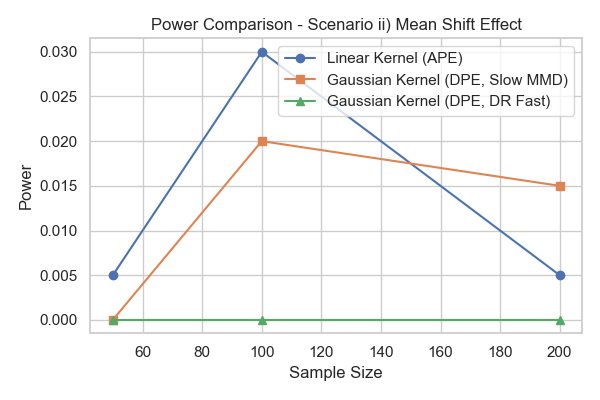 Power Comparison - Scenario ii) Mean Shift Effect
Linear Kernel (APE)
Gaussian Kernel (DPE, Slow MMD)
Gaussian Kernel (DPE, DR Fast)
Power
0.030
0.025
0.020
0.015
0.010
0.005
0.000
60 80 100 120 140 160 180 200
Sample Size